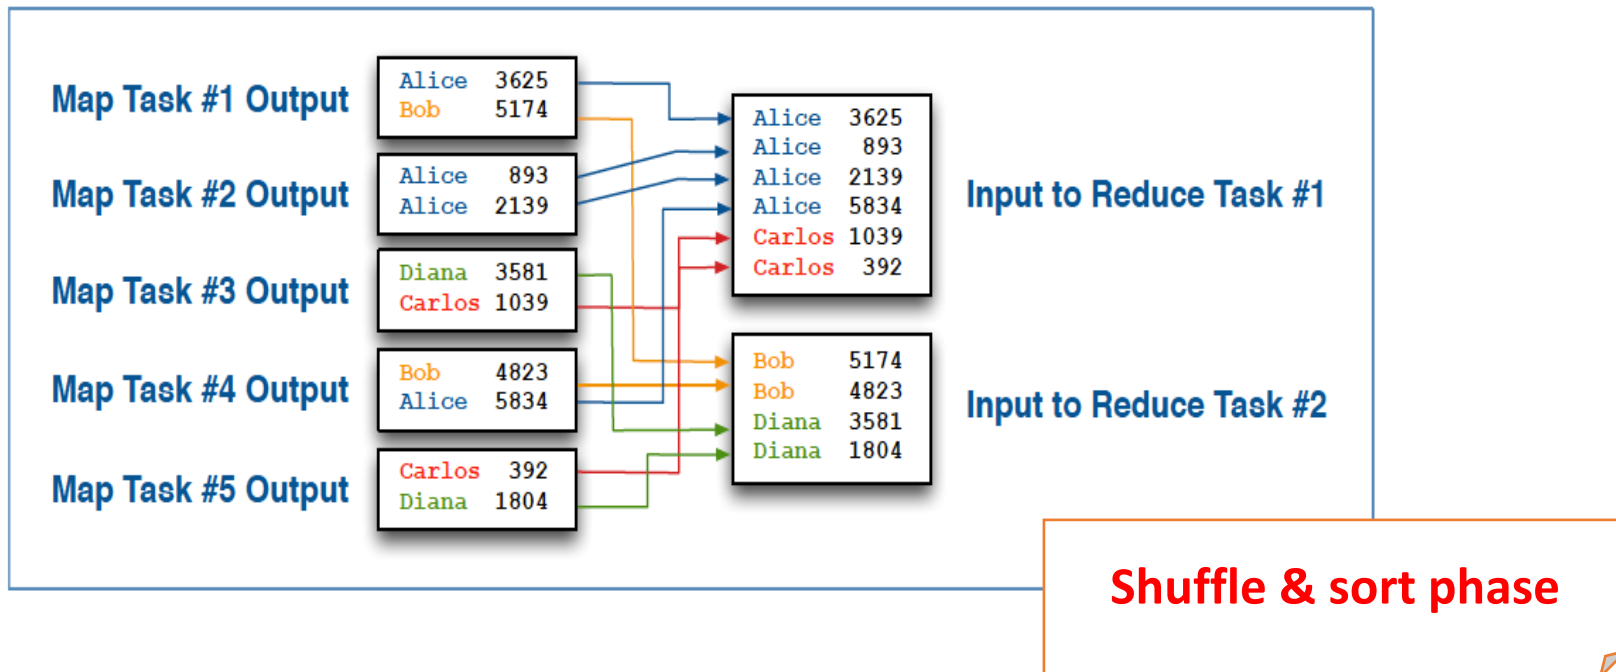 Map Task #1 Output
Alice 3625
Bob 5174
Map Task #2 Output
Alice 893
Alice 2139
Map Task #3 Output
Diana 3581
Carlos 1039
Map Task #4 Output
Bob 4823
Alice 5834
Map Task #5 Output
Carlos 392
Diana 1804
Alice 3625
Alice 893
Alice 2139
Alice 5834
Carlos 1039
Carlos 392
Input to Reduce Task #1
Bob 5174
Bob 4823
Diana 3581
Diana 1804
Input to Reduce Task #2
Shuffle & sort phase